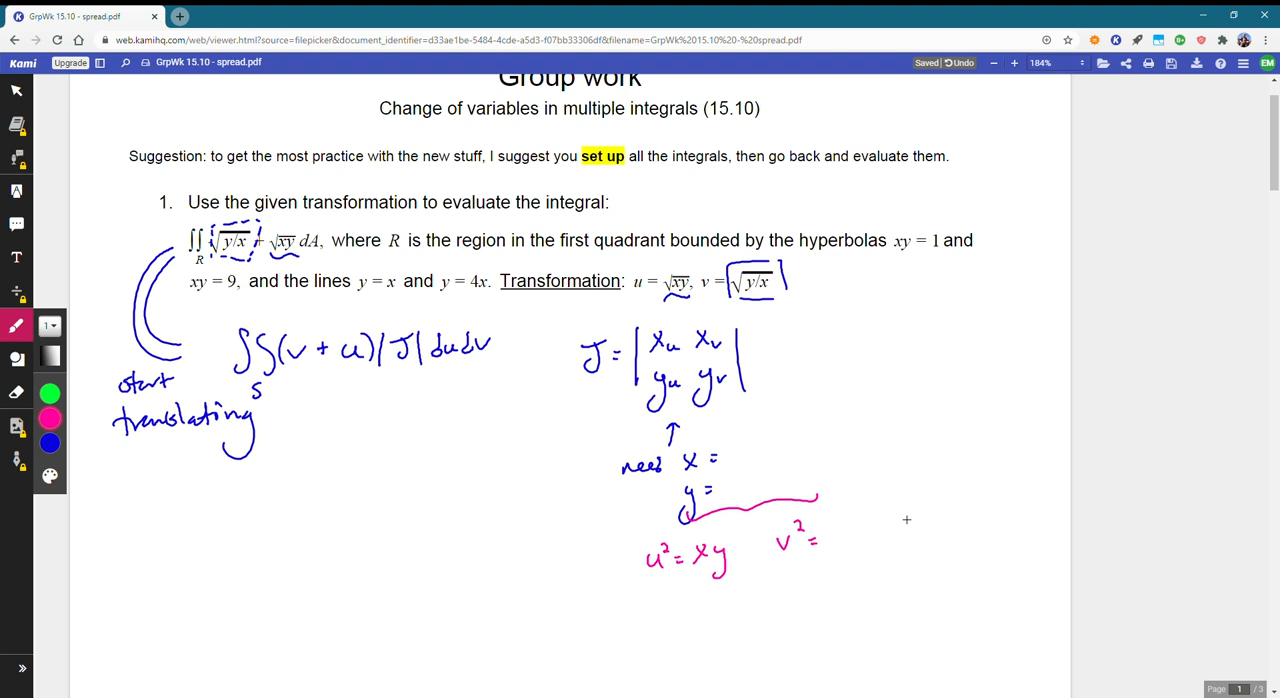 GrpWk 15.10 - spread.pdf
web.kamihq.com/web/viewer.html?source=filepicker&document_identifier=d33ae1be-5484-4cde-a5d3-f07bb33306df&filename=GrpWk%2015.10%20-%20spread.pdf
Kami Upgrade GrpWk 15.10 - spread.pdf Saved Undo 184% EM
Group work
Change of variables in multiple integrals (15.10)
Suggestion: to get the most practice with the new stuff, I suggest you set up all the integrals, then go back and evaluate them.
1. Use the given transformation to evaluate the integral:
∬_R √(y/x) + √(xy) dA, where R is the region in the first quadrant bounded by the hyperbolas xy = 1 and
xy = 9, and the lines y = x and y = 4x. Transformation: u = √(xy), v = √(y/x)
∬_S (v + u) |J| du dv
J = | x_u x_v
y_u y_v |
start
translating
need x =
y =
u² = xy v² =
1
Page 1 / 3